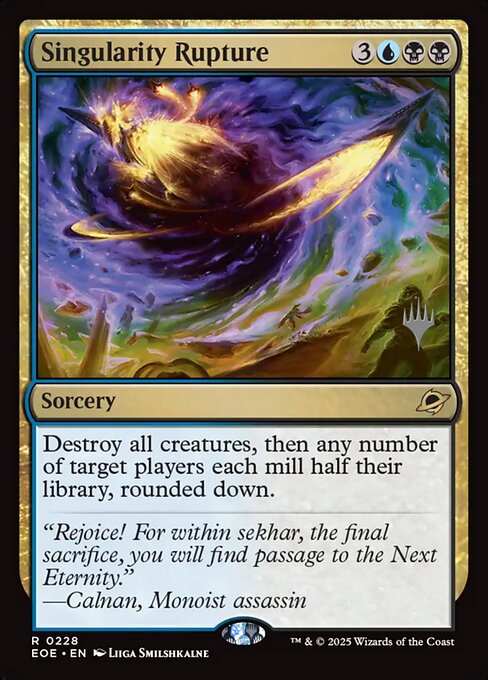 Singularity Rupture 3
Sorcery
Destroy all creatures, then any number
of target players each mill half their
library, rounded down.
“Rejoice! For within sekhar, the final
sacrifice, you will find passage to the Next
Eternity.”
—Calnan, Monoist assassin
R 0228
EOE • EN Liiga Smilshkalne
™ & © 2025 Wizards of the Coast